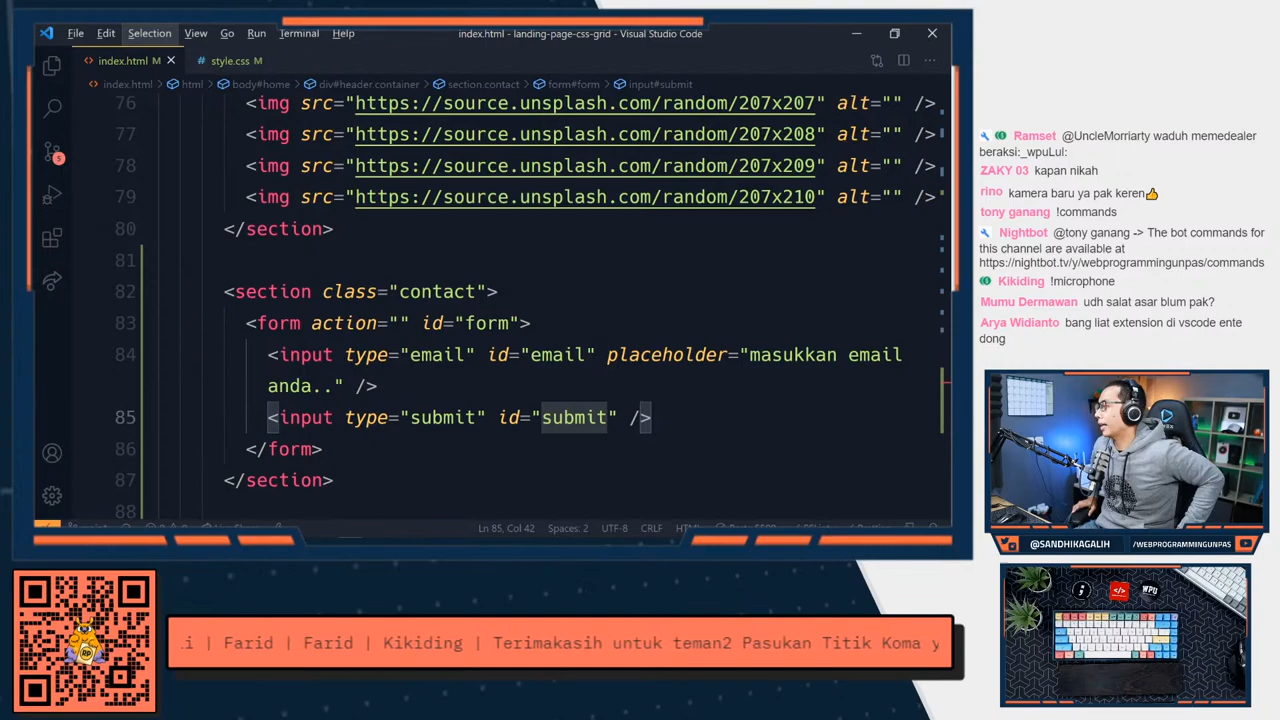 File Edit Selection View Go Run Terminal Help
index.html - landing-page-css-grid - Visual Studio Code
index.html M
style.css M
index.html > html > body#home > div#header.container > section.contact > form#form > input#submit
76 <img src="https://source.unsplash.com/random/207x207" alt="" />
77 <img src="https://source.unsplash.com/random/207x208" alt="" />
78 <img src="https://source.unsplash.com/random/207x209" alt="" />
79 <img src="https://source.unsplash.com/random/207x210" alt="" />
80 </section>
81
82 <section class="contact">
83 <form action="" id="form">
84 <input type="email" id="email" placeholder="masukkan email
anda.." />
85 <input type="submit" id="submit" />
86 </form>
87 </section>
88
5
Ln 85, Col 42 Spaces: 2 UTF-8 CRLF
Ramset @UncleMorriarty waduh memedealer
beraksi:_wpuLul:
ZAKY 03 kapan nikah
rino kamera baru ya pak keren👍
tony ganang !commands
Nightbot @tony ganang -> The bot commands for
this channel are available at
https://nightbot.tv/y/webprogrammingunpas/commands
Kikiding !microphone
Mumu Dermawan udh salat asar blum pak?
Arya Widianto bang liat extension di vscode ente
dong
@SANDHIKAGALIH
/WEBPROGRAMMINGUNPAS
; </> WPU
.i | Farid | Farid | Kikiding | Terimakasih untuk teman2 Pasukan Titik Koma y